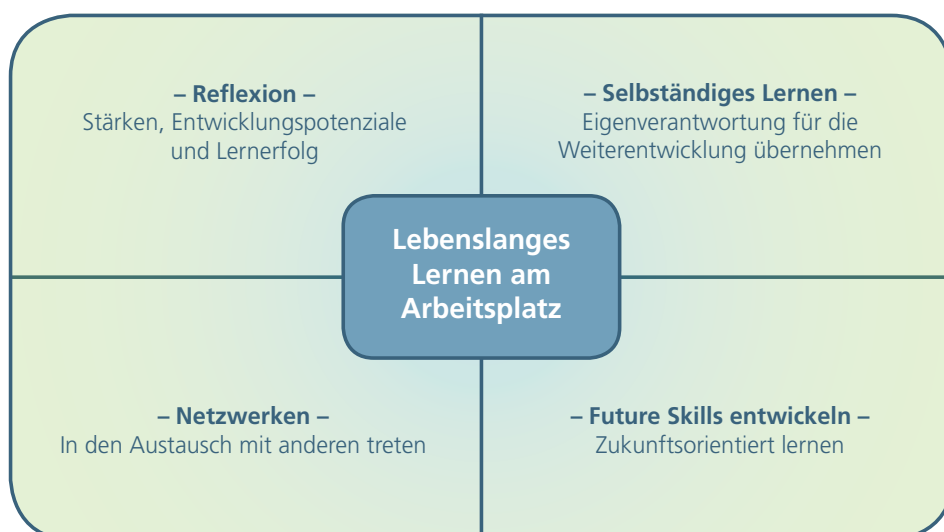 – Reflexion –
Stärken, Entwicklungspotenziale
und Lernerfolg
– Selbständiges Lernen –
Eigenverantwortung für die
Weiterentwicklung übernehmen
Lebenslanges
Lernen am
Arbeitsplatz
– Netzwerken –
In den Austausch mit anderen treten
– Future Skills entwickeln –
Zukunftsorientiert lernen